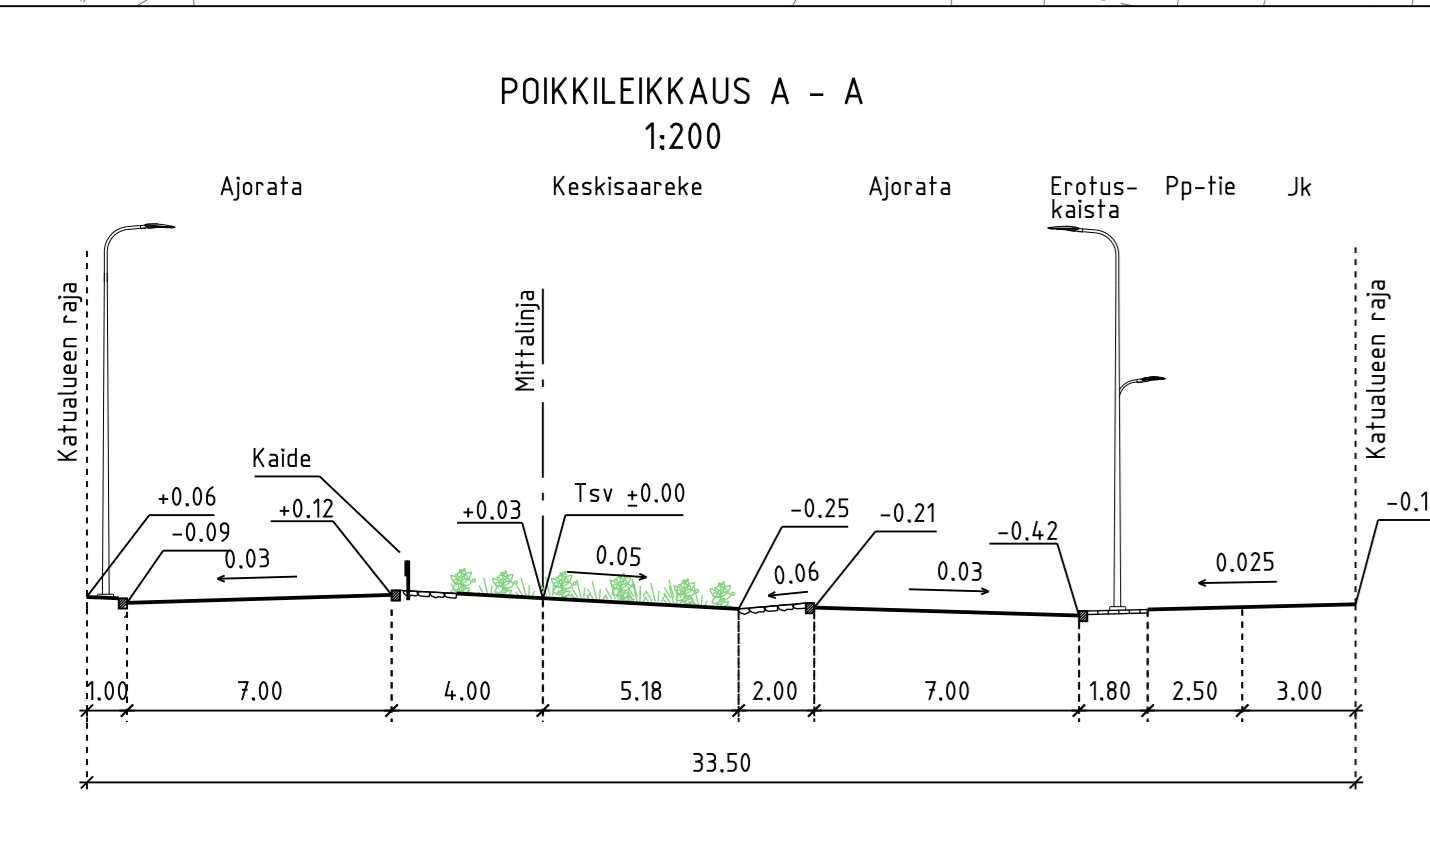 POIKKILEIKKAUS A - A
1:200
Ajorata
Keskisaareke
Ajorata
Erotus-
kaista
Pp-tie
Jk
Katualueen raja
Mittalinja
Katualueen raja
Kaide
+0.06
-0.09
0.03
+0.12
+0.03
Tsv ±0.00
0.05
-0.25
-0.21
0.06
0.03
-0.42
0.025
-0.1
1.00
7.00
4.00
5.18
2.00
7.00
1.80
2.50
3.00
33.50